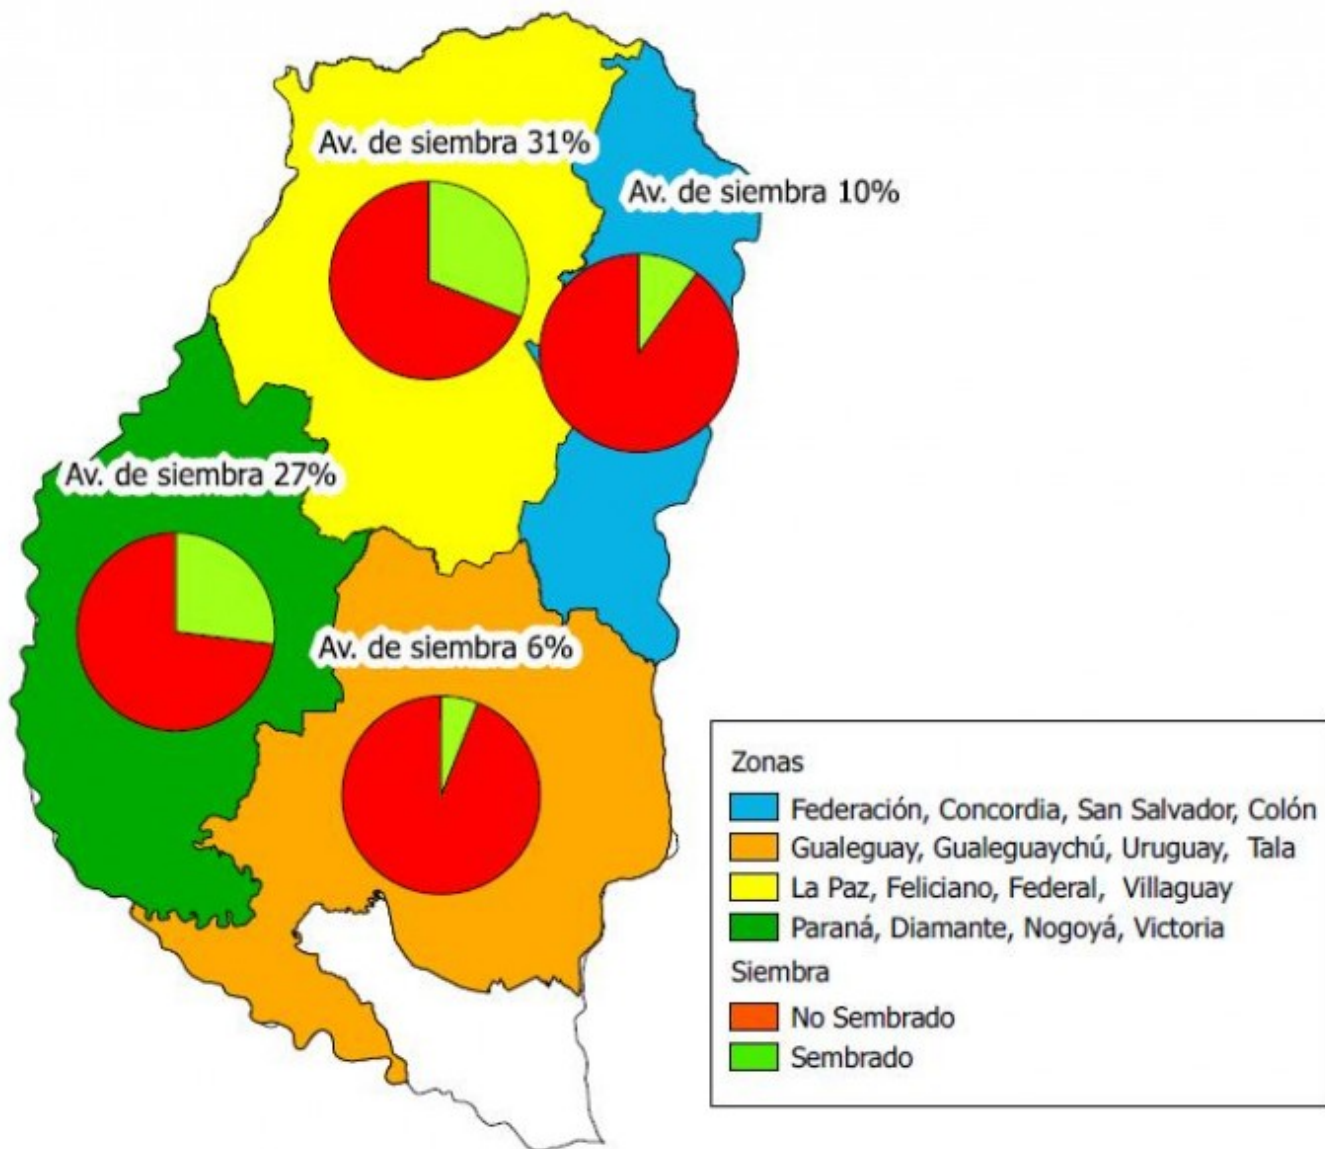 Av. de siembra 31%
Av. de siembra 10%
Av. de siembra 27%
Av. de siembra 6%
Zonas
Federación, Concordia, San Salvador, Colón
Gualeguay, Gualeguaychú, Uruguay, Tala
La Paz, Feliciano, Federal, Villaguay
Paraná, Diamante, Nogoyá, Victoria
Siembra
No Sembrado
Sembrado